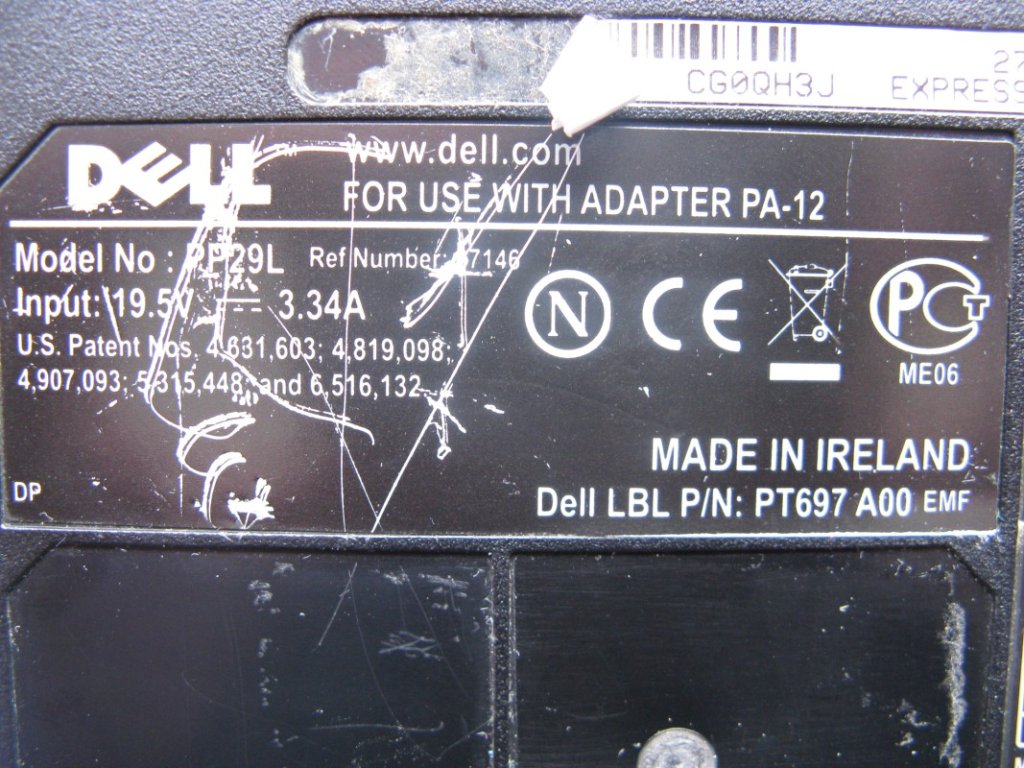 CG0QH3J
27
EXPRESS
DELL™
www.dell.com
FOR USE WITH ADAPTER PA-12
Model No : PP29L Ref Number: 7146
Input: 19.5V ⎓ 3.34A
U.S. Patent Nos. 4,631,603; 4,819,098;
4,907,093; 5,315,448; and 6,516,132
N CE PCT
ME06
MADE IN IRELAND
DP
Dell LBL P/N: PT697 A00 EMF